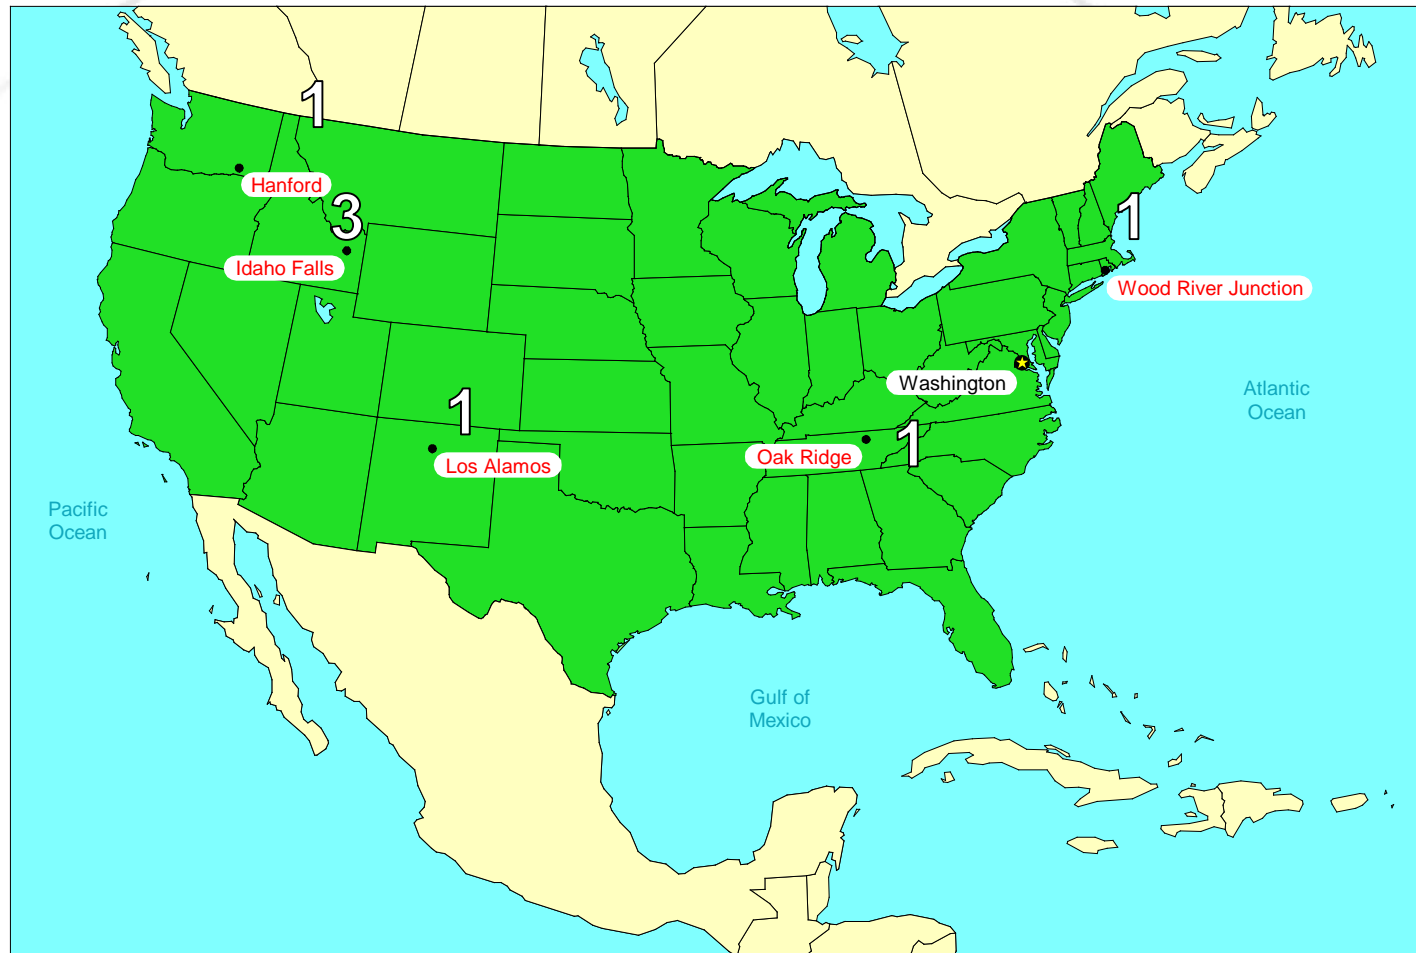 1
Hanford
3
Idaho Falls
1
Wood River Junction
Washington
Atlantic
Ocean
1
Los Alamos
1
Oak Ridge
Pacific
Ocean
Gulf of
Mexico